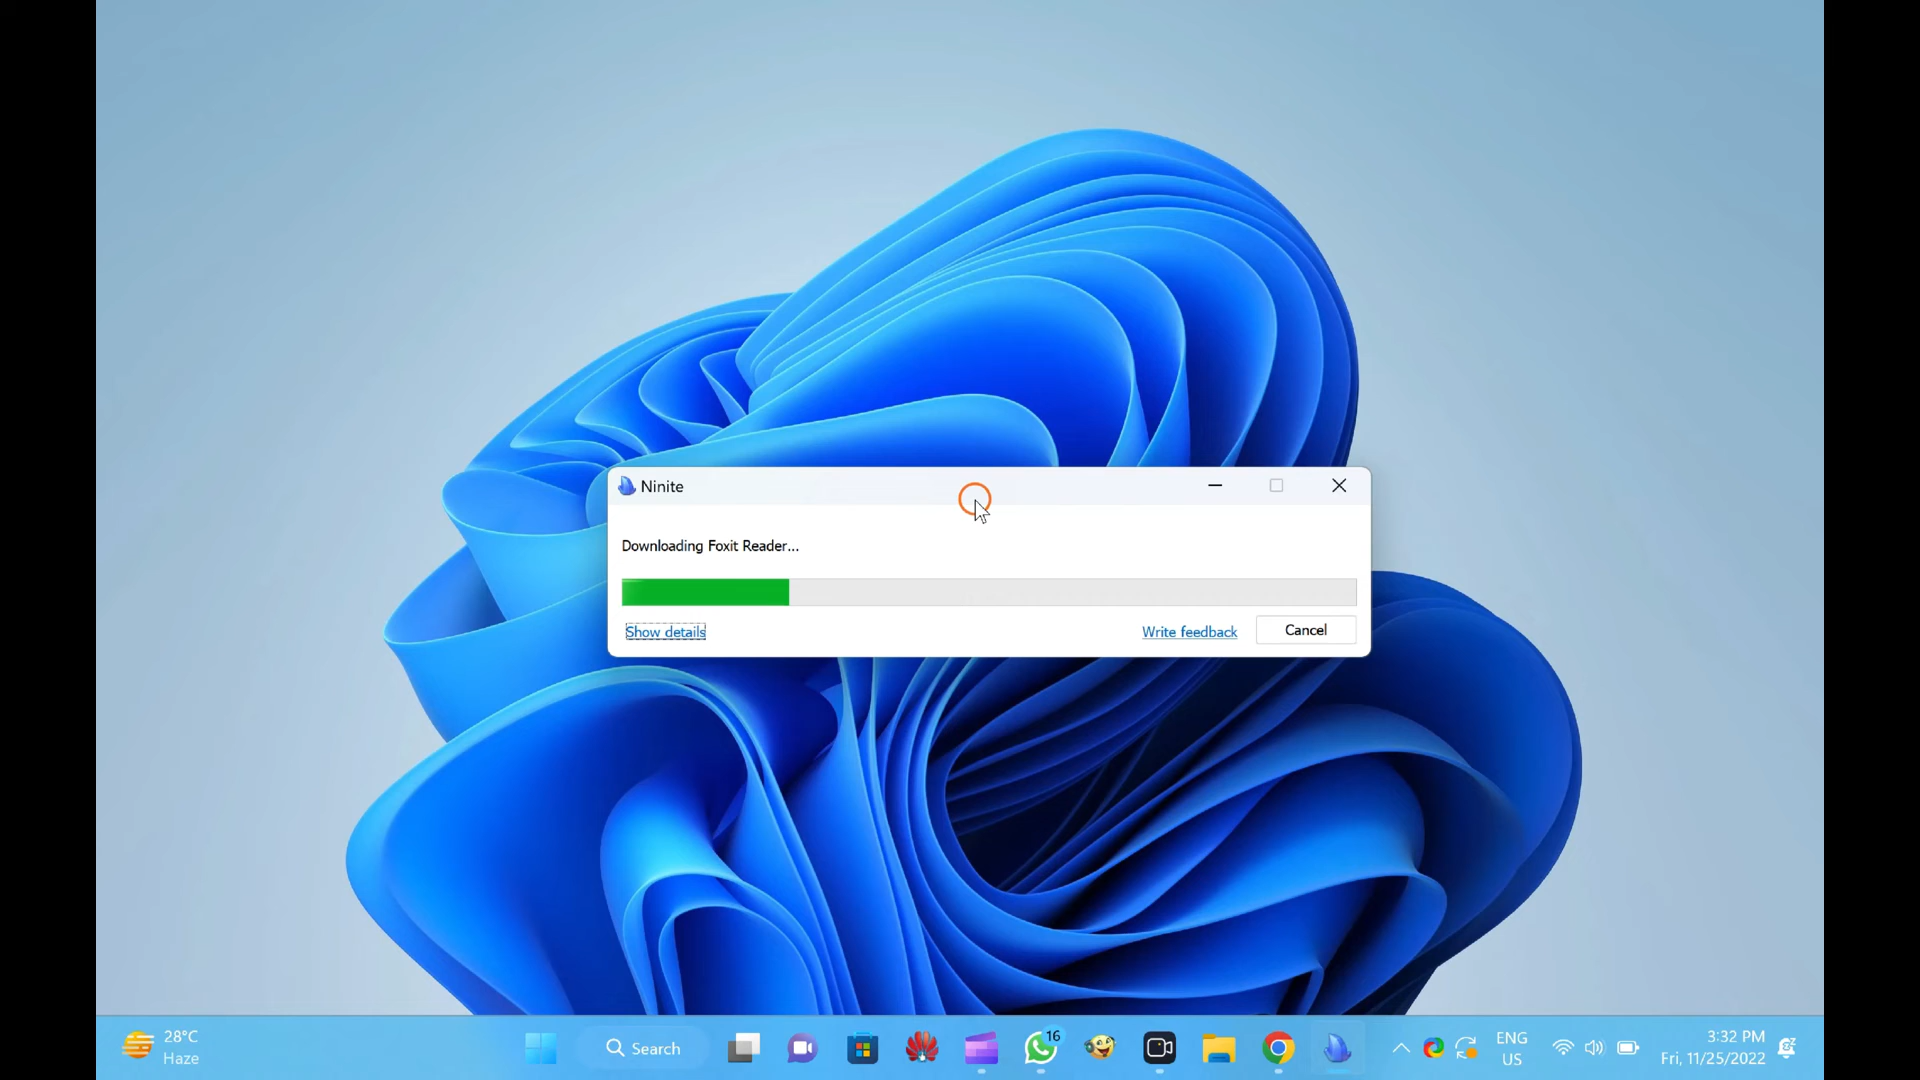 Ninite
Downloading Foxit Reader...
Show details
Write feedback
Cancel
28°C
Haze
Search
16
ENG
US
3:32 PM
Fri, 11/25/2022